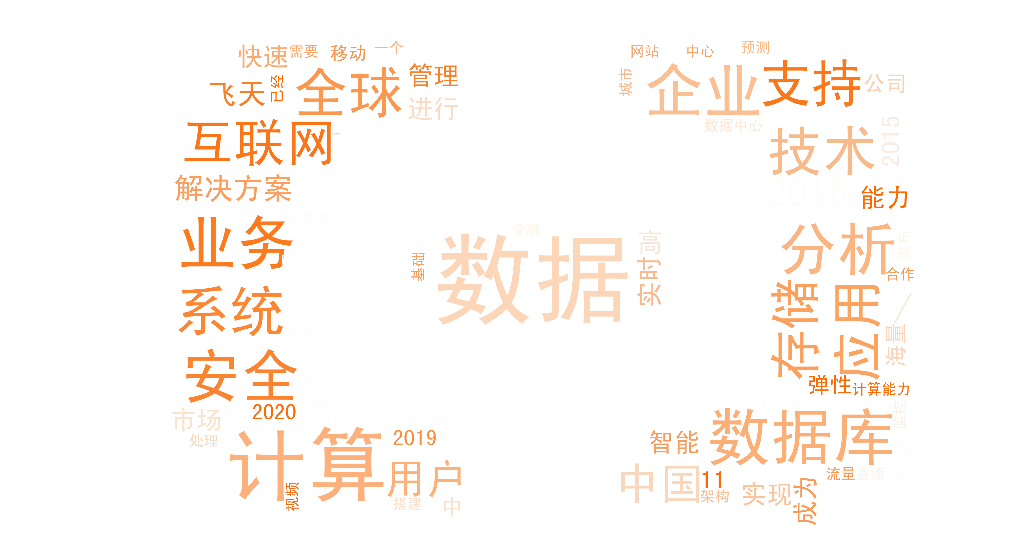 快速
需要
移动
一个
网站
中心
预测
飞天
已经
全球
管理
进行
城市
企业
支持
公司
数据中心
互联网
技术
2015
解决方案
2016
能力
业务
数据
金融
高
实时
基础
分析
合作
系统
存储
应用
海量
一
安全
弹性
计算能力
市场
2020
处理
计算
2019
用户
视频
搭建
中
智能
数据库
中国
11
架构
实现
成为
流量